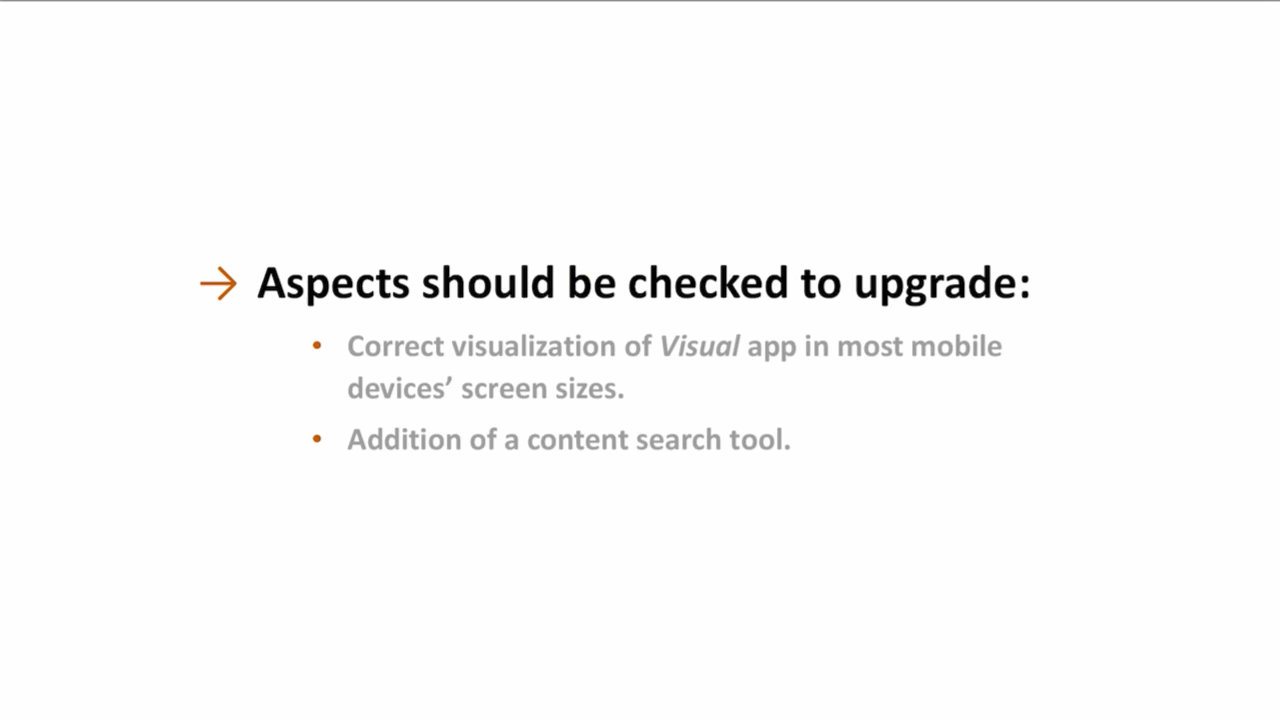 → Aspects should be checked to upgrade:
• Correct visualization of Visual app in most mobile
devices’ screen sizes.
• Addition of a content search tool.